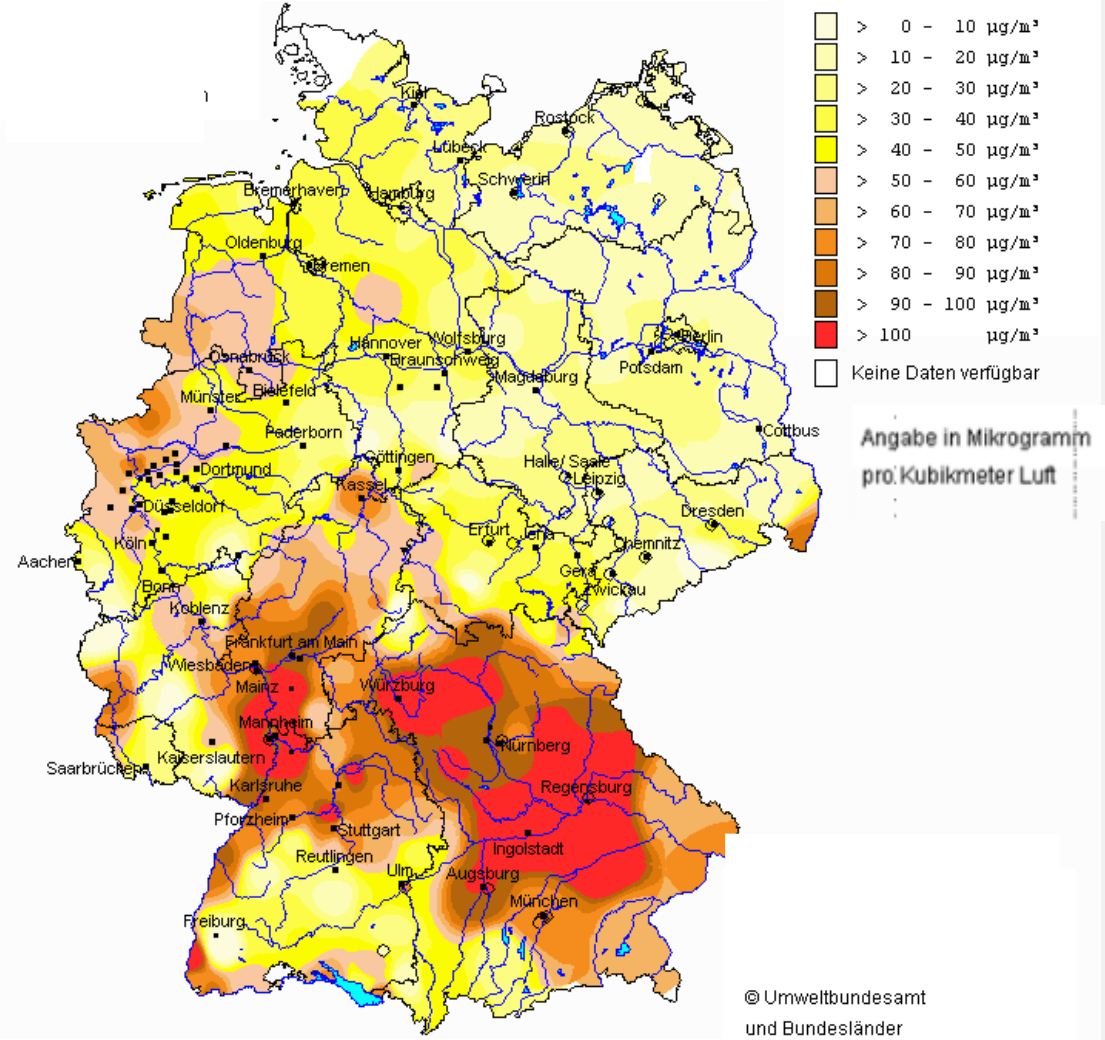 > 0 - 10 µg/m³
> 10 - 20 µg/m³
> 20 - 30 µg/m³
> 30 - 40 µg/m³
> 40 - 50 µg/m³
> 50 - 60 µg/m³
> 60 - 70 µg/m³
> 70 - 80 µg/m³
> 80 - 90 µg/m³
> 90 - 100 µg/m³
> 100 µg/m³
Keine Daten verfügbar
Angabe in Mikrogramm
pro Kubikmeter Luft
Kiel
Rostock
Lübeck
Schwerin
Bremerhaven
Hamburg
Oldenburg
Bremen
Hannover
Wolfsburg
Braunschweig
Berlin
Potsdam
Osnabrück
Magdeburg
Bielefeld
Münster
Paderborn
Cottbus
Göttingen
Halle/ Saale
Leipzig
Dortmund
Kassel
Düsseldorf
Dresden
Erfurt
Jena
Köln
Chemnitz
Aachen
Gera
Bonn
Zwickau
Koblenz
Frankfurt am Main
Wiesbaden
Mainz
Würzburg
Mannheim
Nürnberg
Kaiserslautern
Saarbrücken
Karlsruhe
Regensburg
Pforzheim
Stuttgart
Ingolstadt
Reutlingen
Ulm
Augsburg
München
Freiburg
© Umweltbundesamt
und Bundesländer